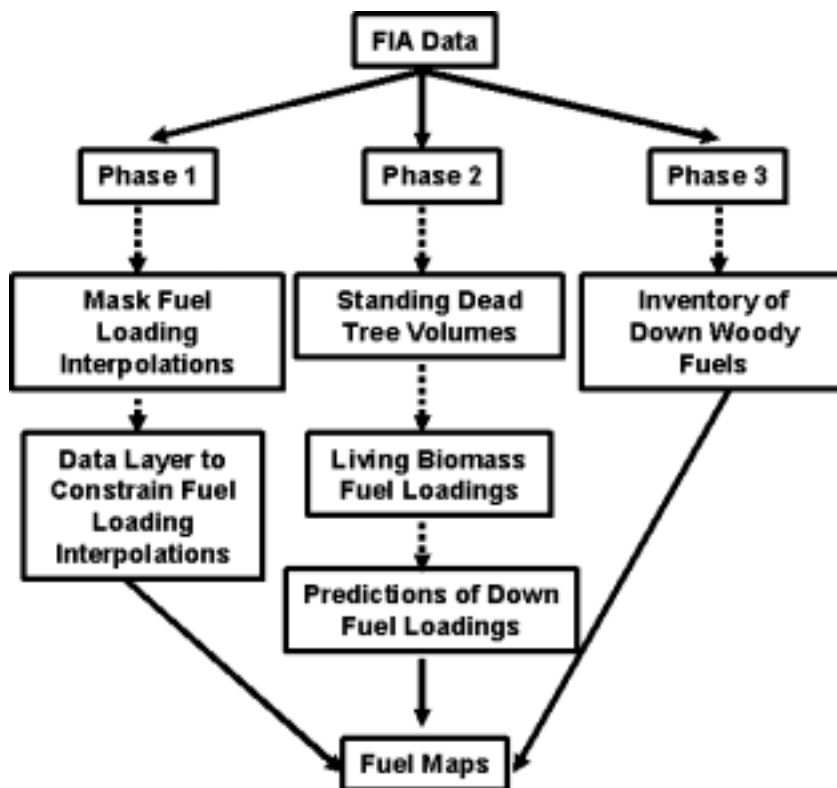 FIA Data
Phase 1
Phase 2
Phase 3
Mask Fuel
Loading
Interpolations
Standing Dead
Tree Volumes
Inventory of
Down Woody
Fuels
Data Layer to
Constrain Fuel
Loading
Interpolations
Living Biomass
Fuel Loadings
Predictions of Down
Fuel Loadings
Fuel Maps